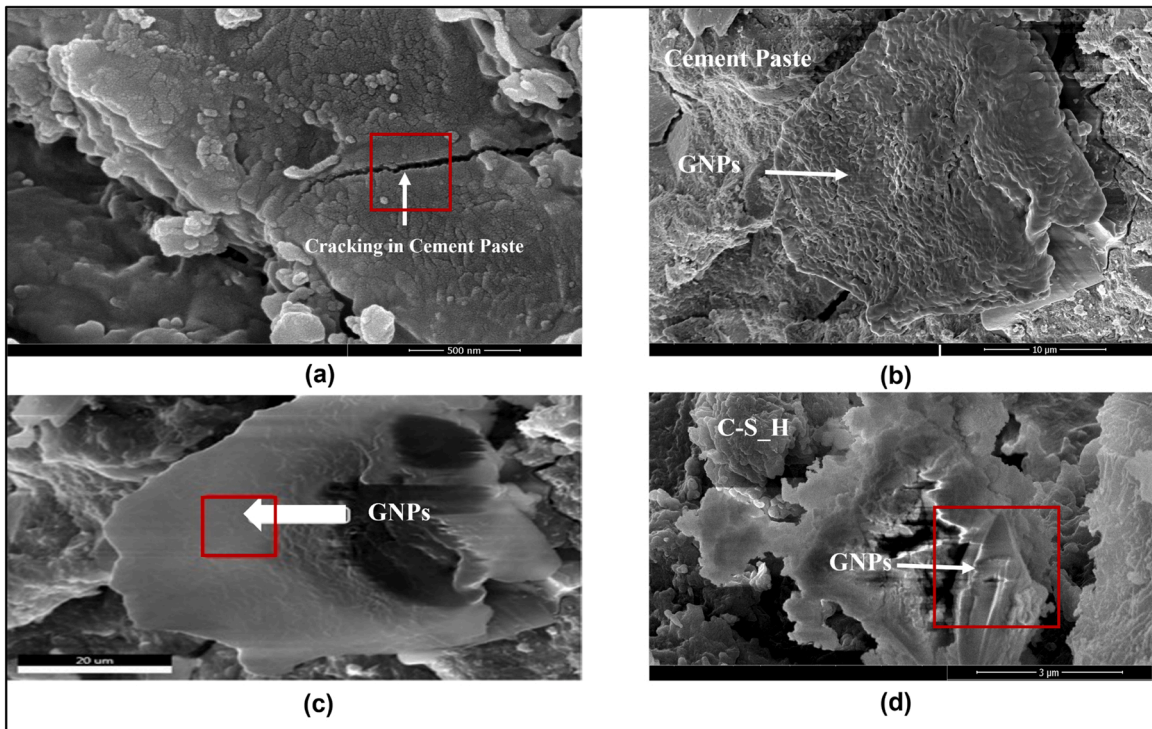 Cracking in Cement Paste
500 nm
(a)
Cement Paste
GNPs
10 µm
(b)
GNPs
20 um
(c)
C-S_H
GNPs
3 µm
(d)